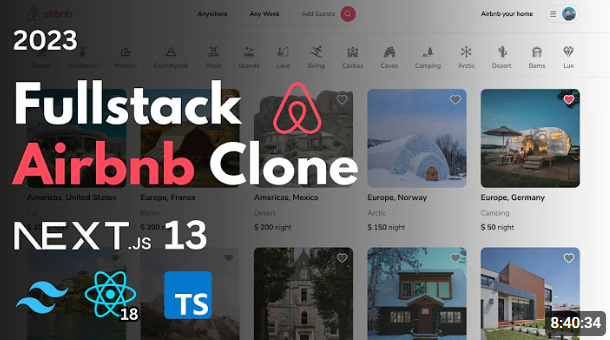 airbnb
Anywhere Any Week Add Guests Airbnb your home
2023
Modern Countryside Pools Islands Lake Skiing Castles Caves Camping Arctic Desert Barns Lux
Fullstack
Airbnb Clone
Americas, United States Europe, France Americas, Mexico Europe, Norway Europe, Germany
Lux Barns Desert Arctic Camping
$ 200 night $ 150 night $ 50 night
NEXT.JS 13
18
TS
8:40:34